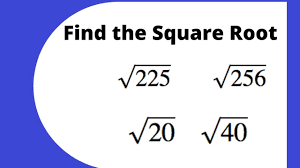 Find the Square Root
√225 √256
√20 √40